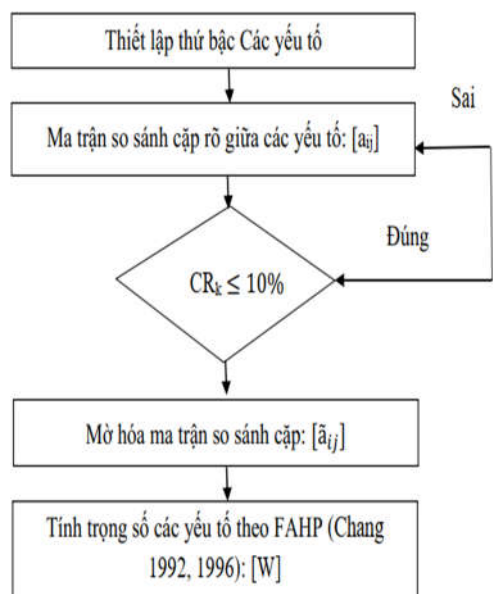 Thiết lập thứ bậc Các yếu tố
Sai
Ma trận so sánh cặp rõ giữa các yếu tố: [aᵢⱼ]
Đúng
CRₖ ≤ 10%
Mờ hóa ma trận so sánh cặp: [ãᵢⱼ]
Tính trọng số các yếu tố theo FAHP (Chang
1992, 1996): [W]